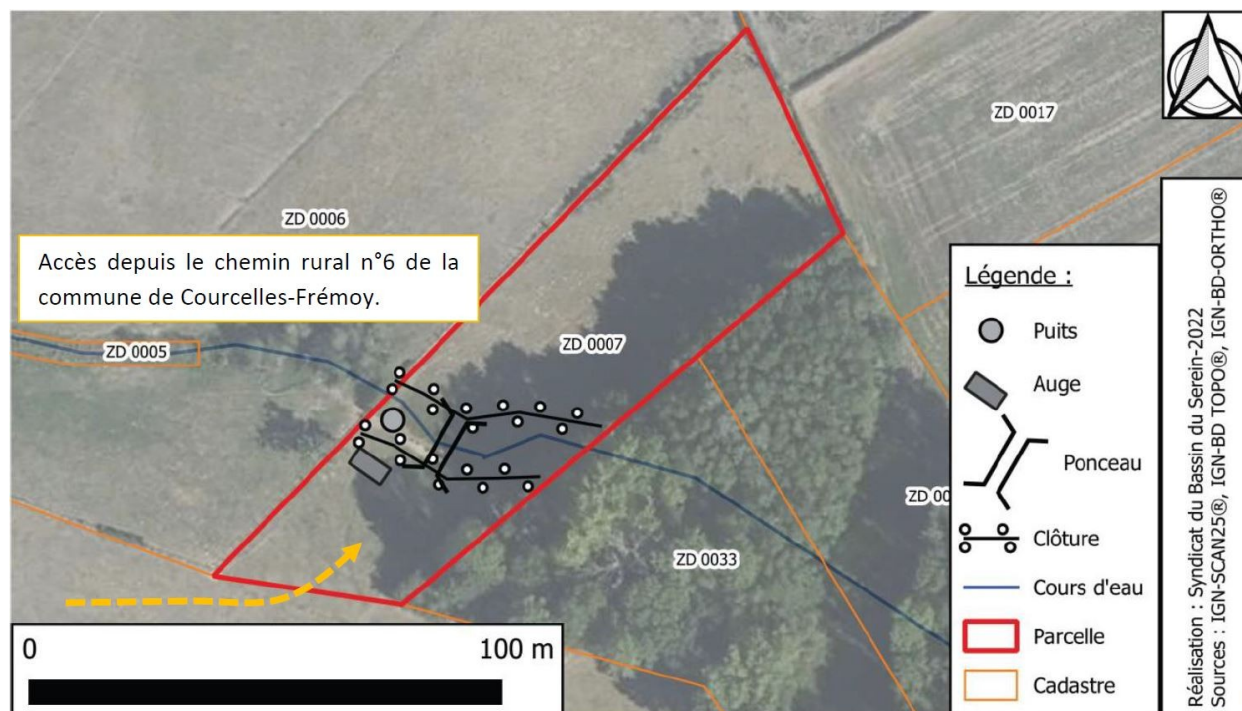 ZD 0017
ZD 0006
Accès depuis le chemin rural n°6 de la
commune de Courcelles-Frémoy.
ZD 0005
ZD 0007
ZD 0033
ZD
Légende :
Puits
Auge
Ponceau
Clôture
Cours d'eau
Parcelle
Cadastre
Réalisation : Syndicat du Bassin du Serein-2022
Sources : IGN-SCAN25®, IGN-BD TOPO®, IGN-BD-ORTHO®
0 100 m